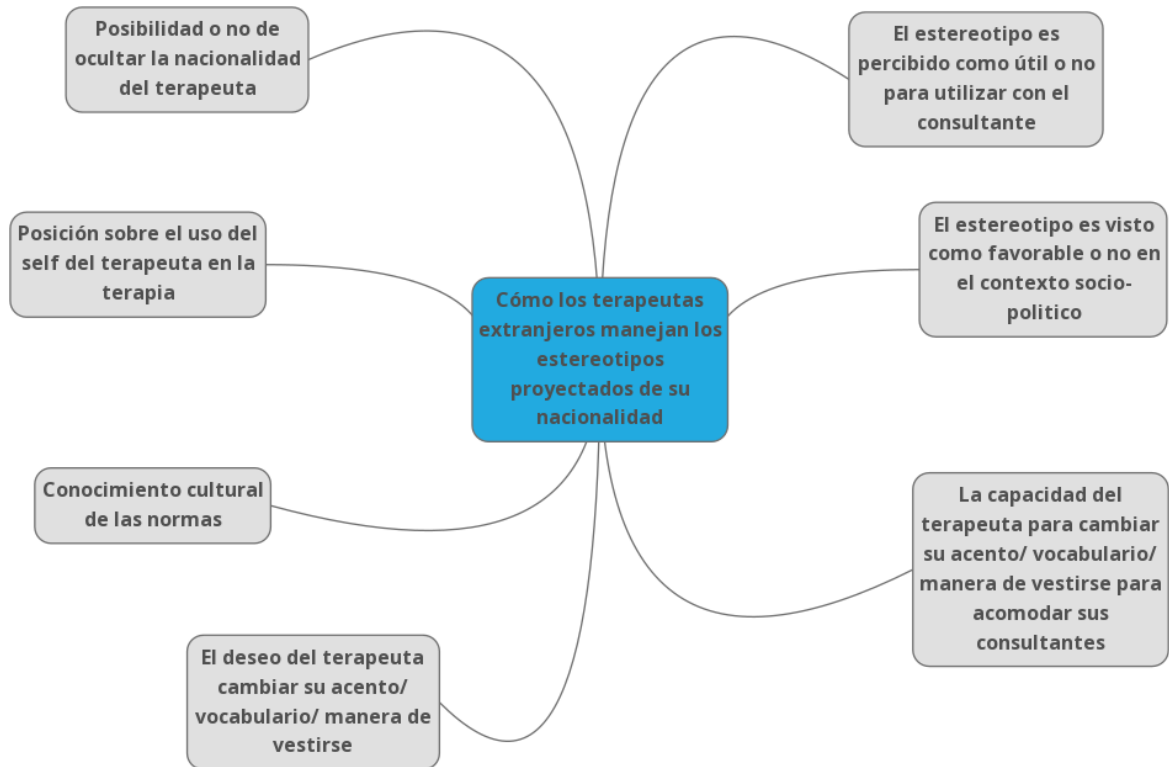 Posibilidad o no de
ocultar la nacionalidad
del terapeuta
El estereotipo es
percibido como útil o no
para utilizar con el
consultante
Posición sobre el uso del
self del terapeuta en la
terapia
El estereotipo es visto
como favorable o no en
el contexto socio-
politico
Cómo los terapeutas
extranjeros manejan los
estereotipos
proyectados de su
nacionalidad
Conocimiento cultural
de las normas
La capacidad del
terapeuta para cambiar
su acento/ vocabulario/
manera de vestirse para
acomodar sus
consultantes
El deseo del terapeuta
cambiar su acento/
vocabulario/ manera de
vestirse